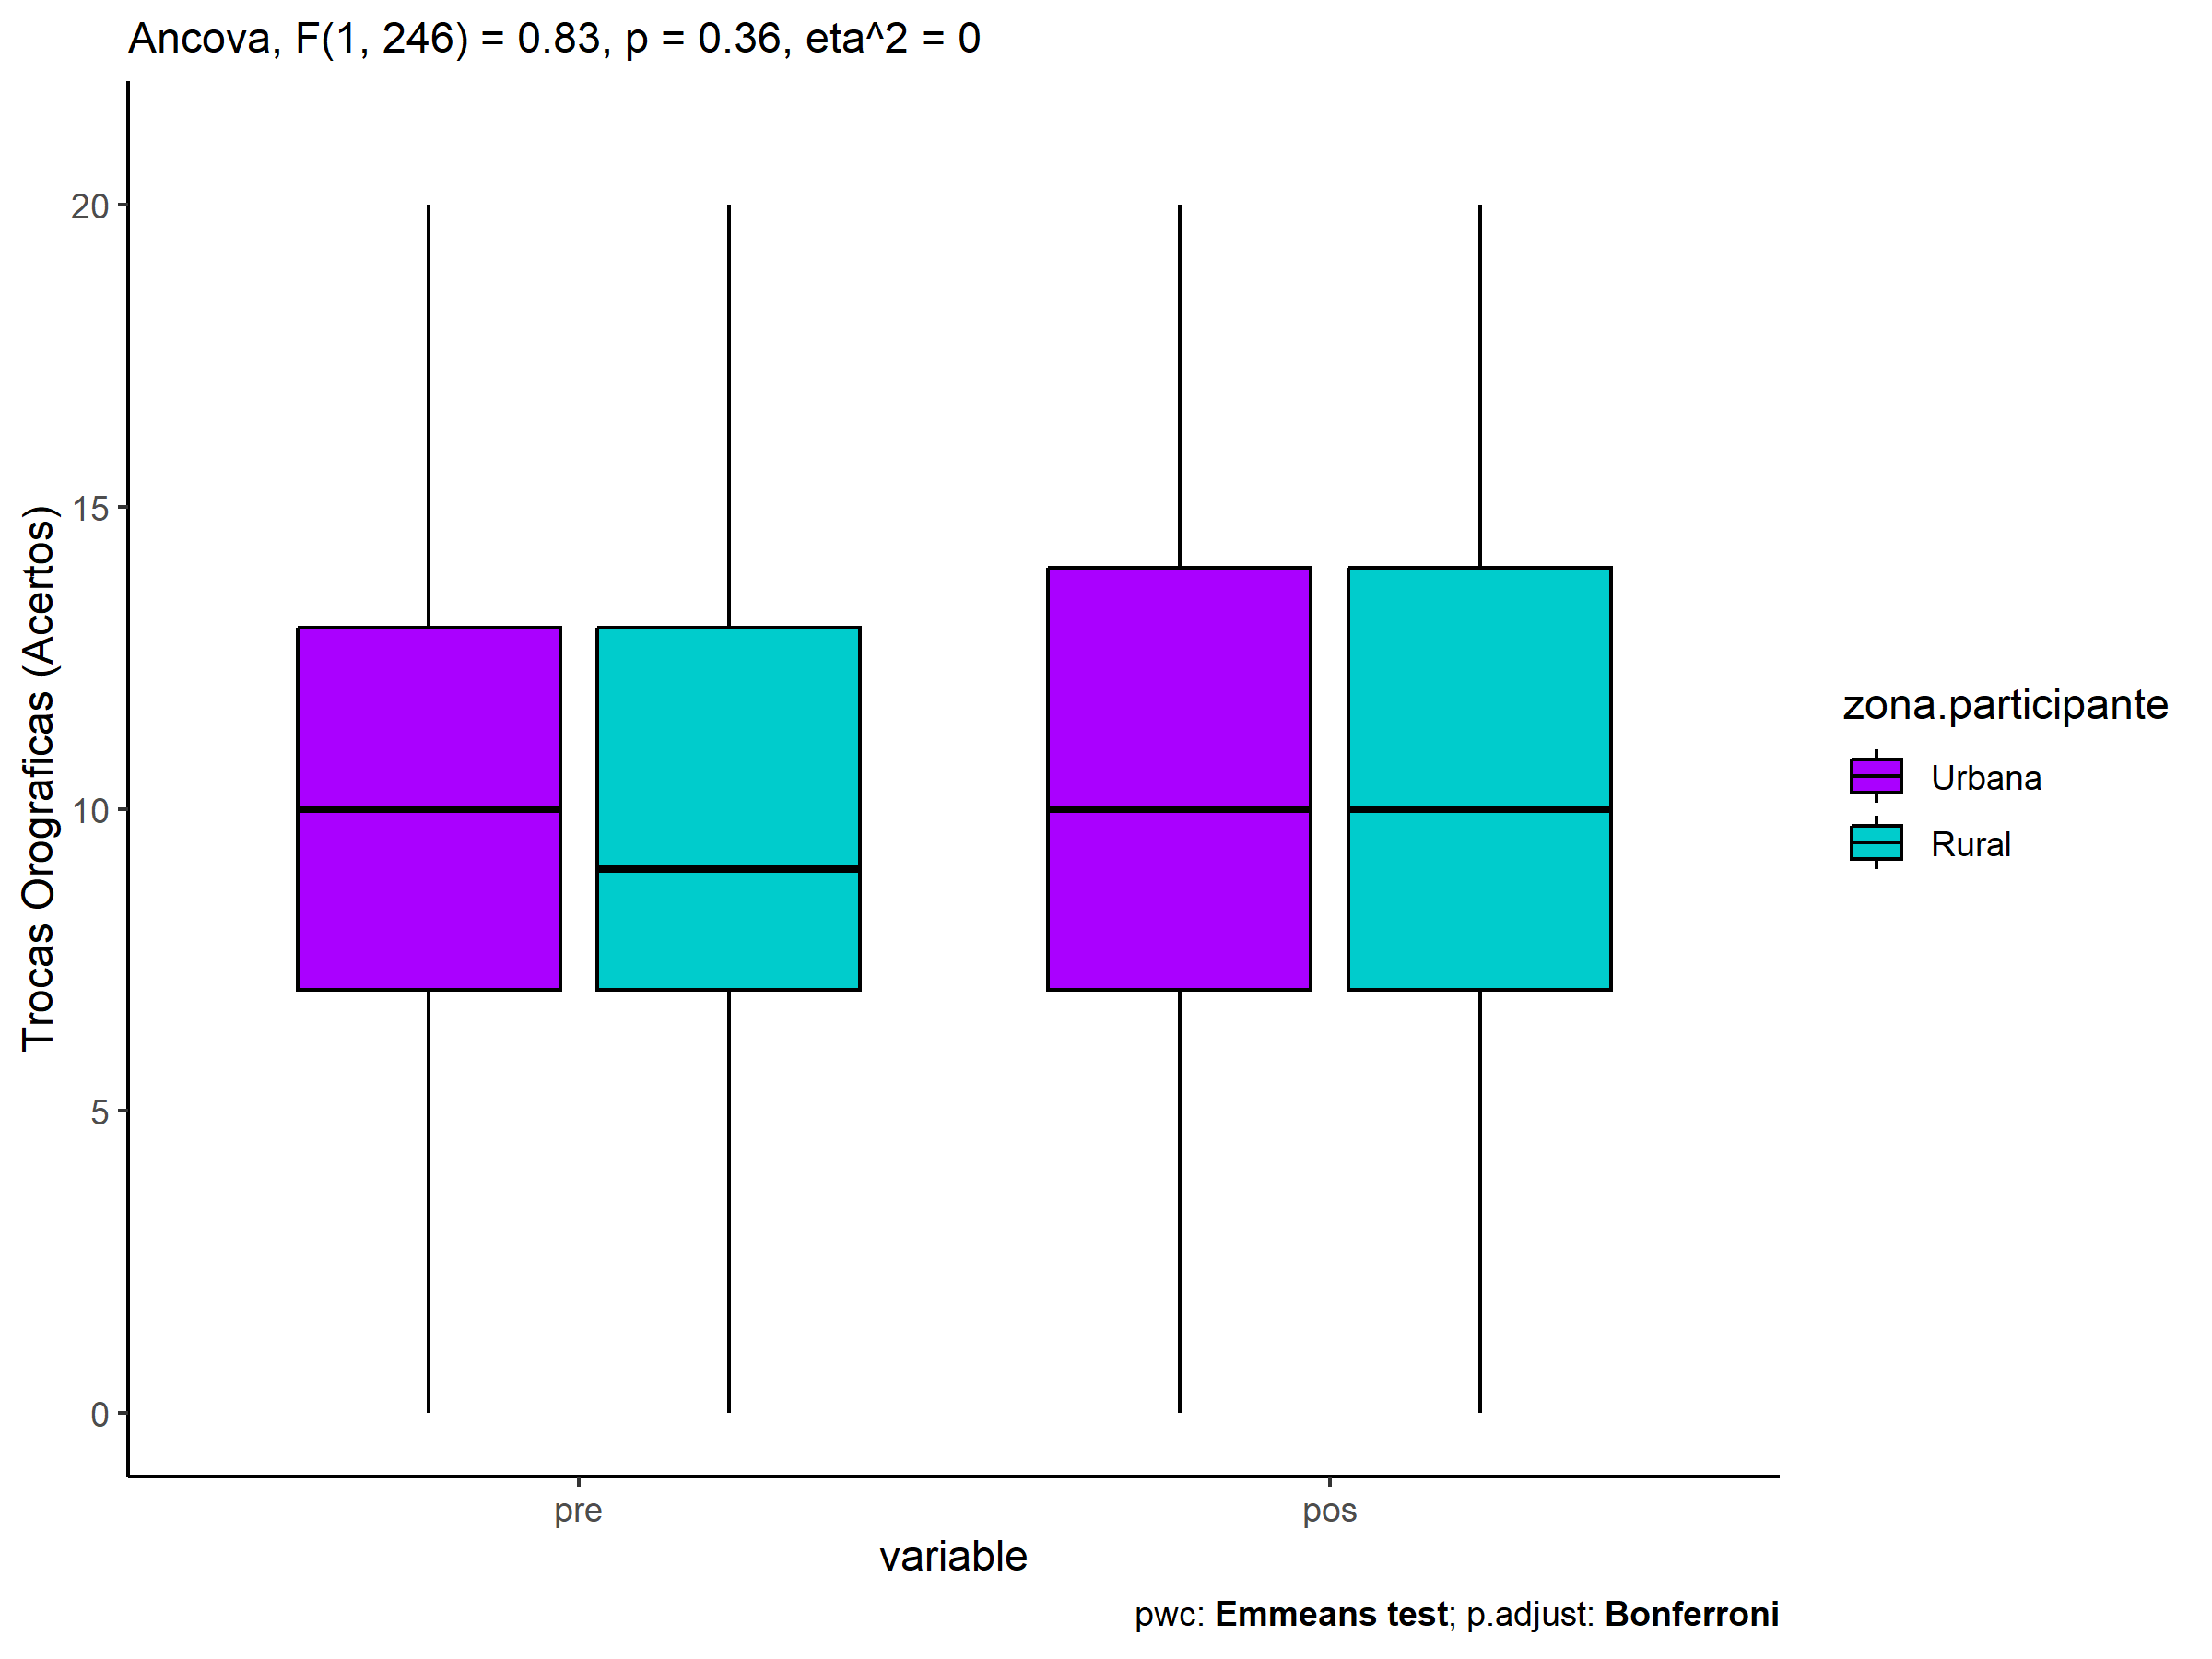 Ancova, F(1, 246) = 0.83, p = 0.36, eta^2 = 0
Trocas Orograficas (Acertos)
20
15
10
5
0
pre
pos
variable
zona.participante
Urbana
Rural
pwc: Emmeans test; p.adjust: Bonferroni